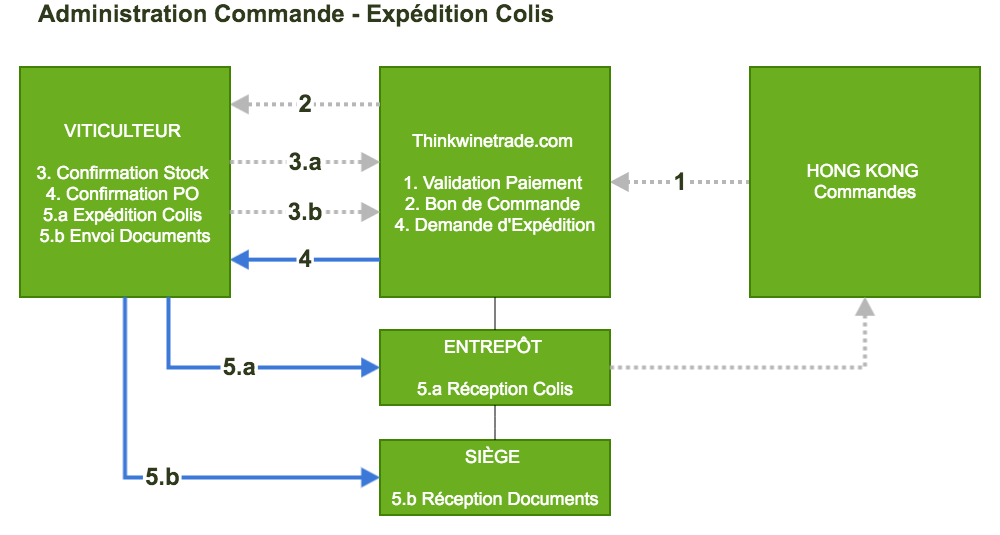 Administration Commande - Expédition Colis
VITICULTEUR
3. Confirmation Stock
4. Confirmation PO
5.a Expédition Colis
5.b Envoi Documents
2
3.a
3.b
4
Thinkwinetrade.com
1. Validation Paiement
2. Bon de Commande
4. Demande d'Expédition
1
HONG KONG
Commandes
5.a
ENTREPÔT
5.a Réception Colis
5.b
SIÈGE
5.b Réception Documents